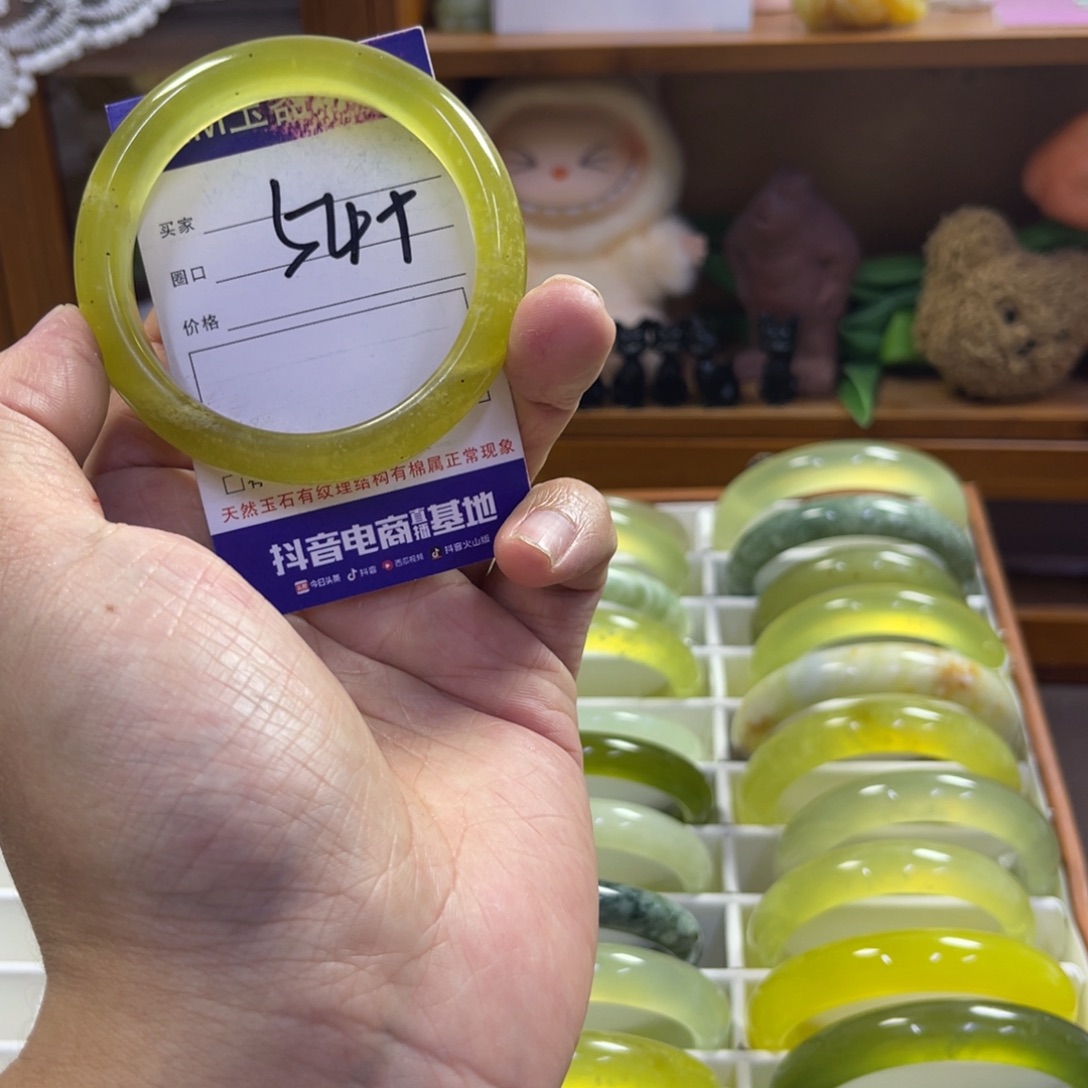 买家
54+
圈口
价格
天然玉石有纹理结构有棉属正常现象
抖音电商直播基地
今日头条 抖音 西瓜视频 抖音火山版